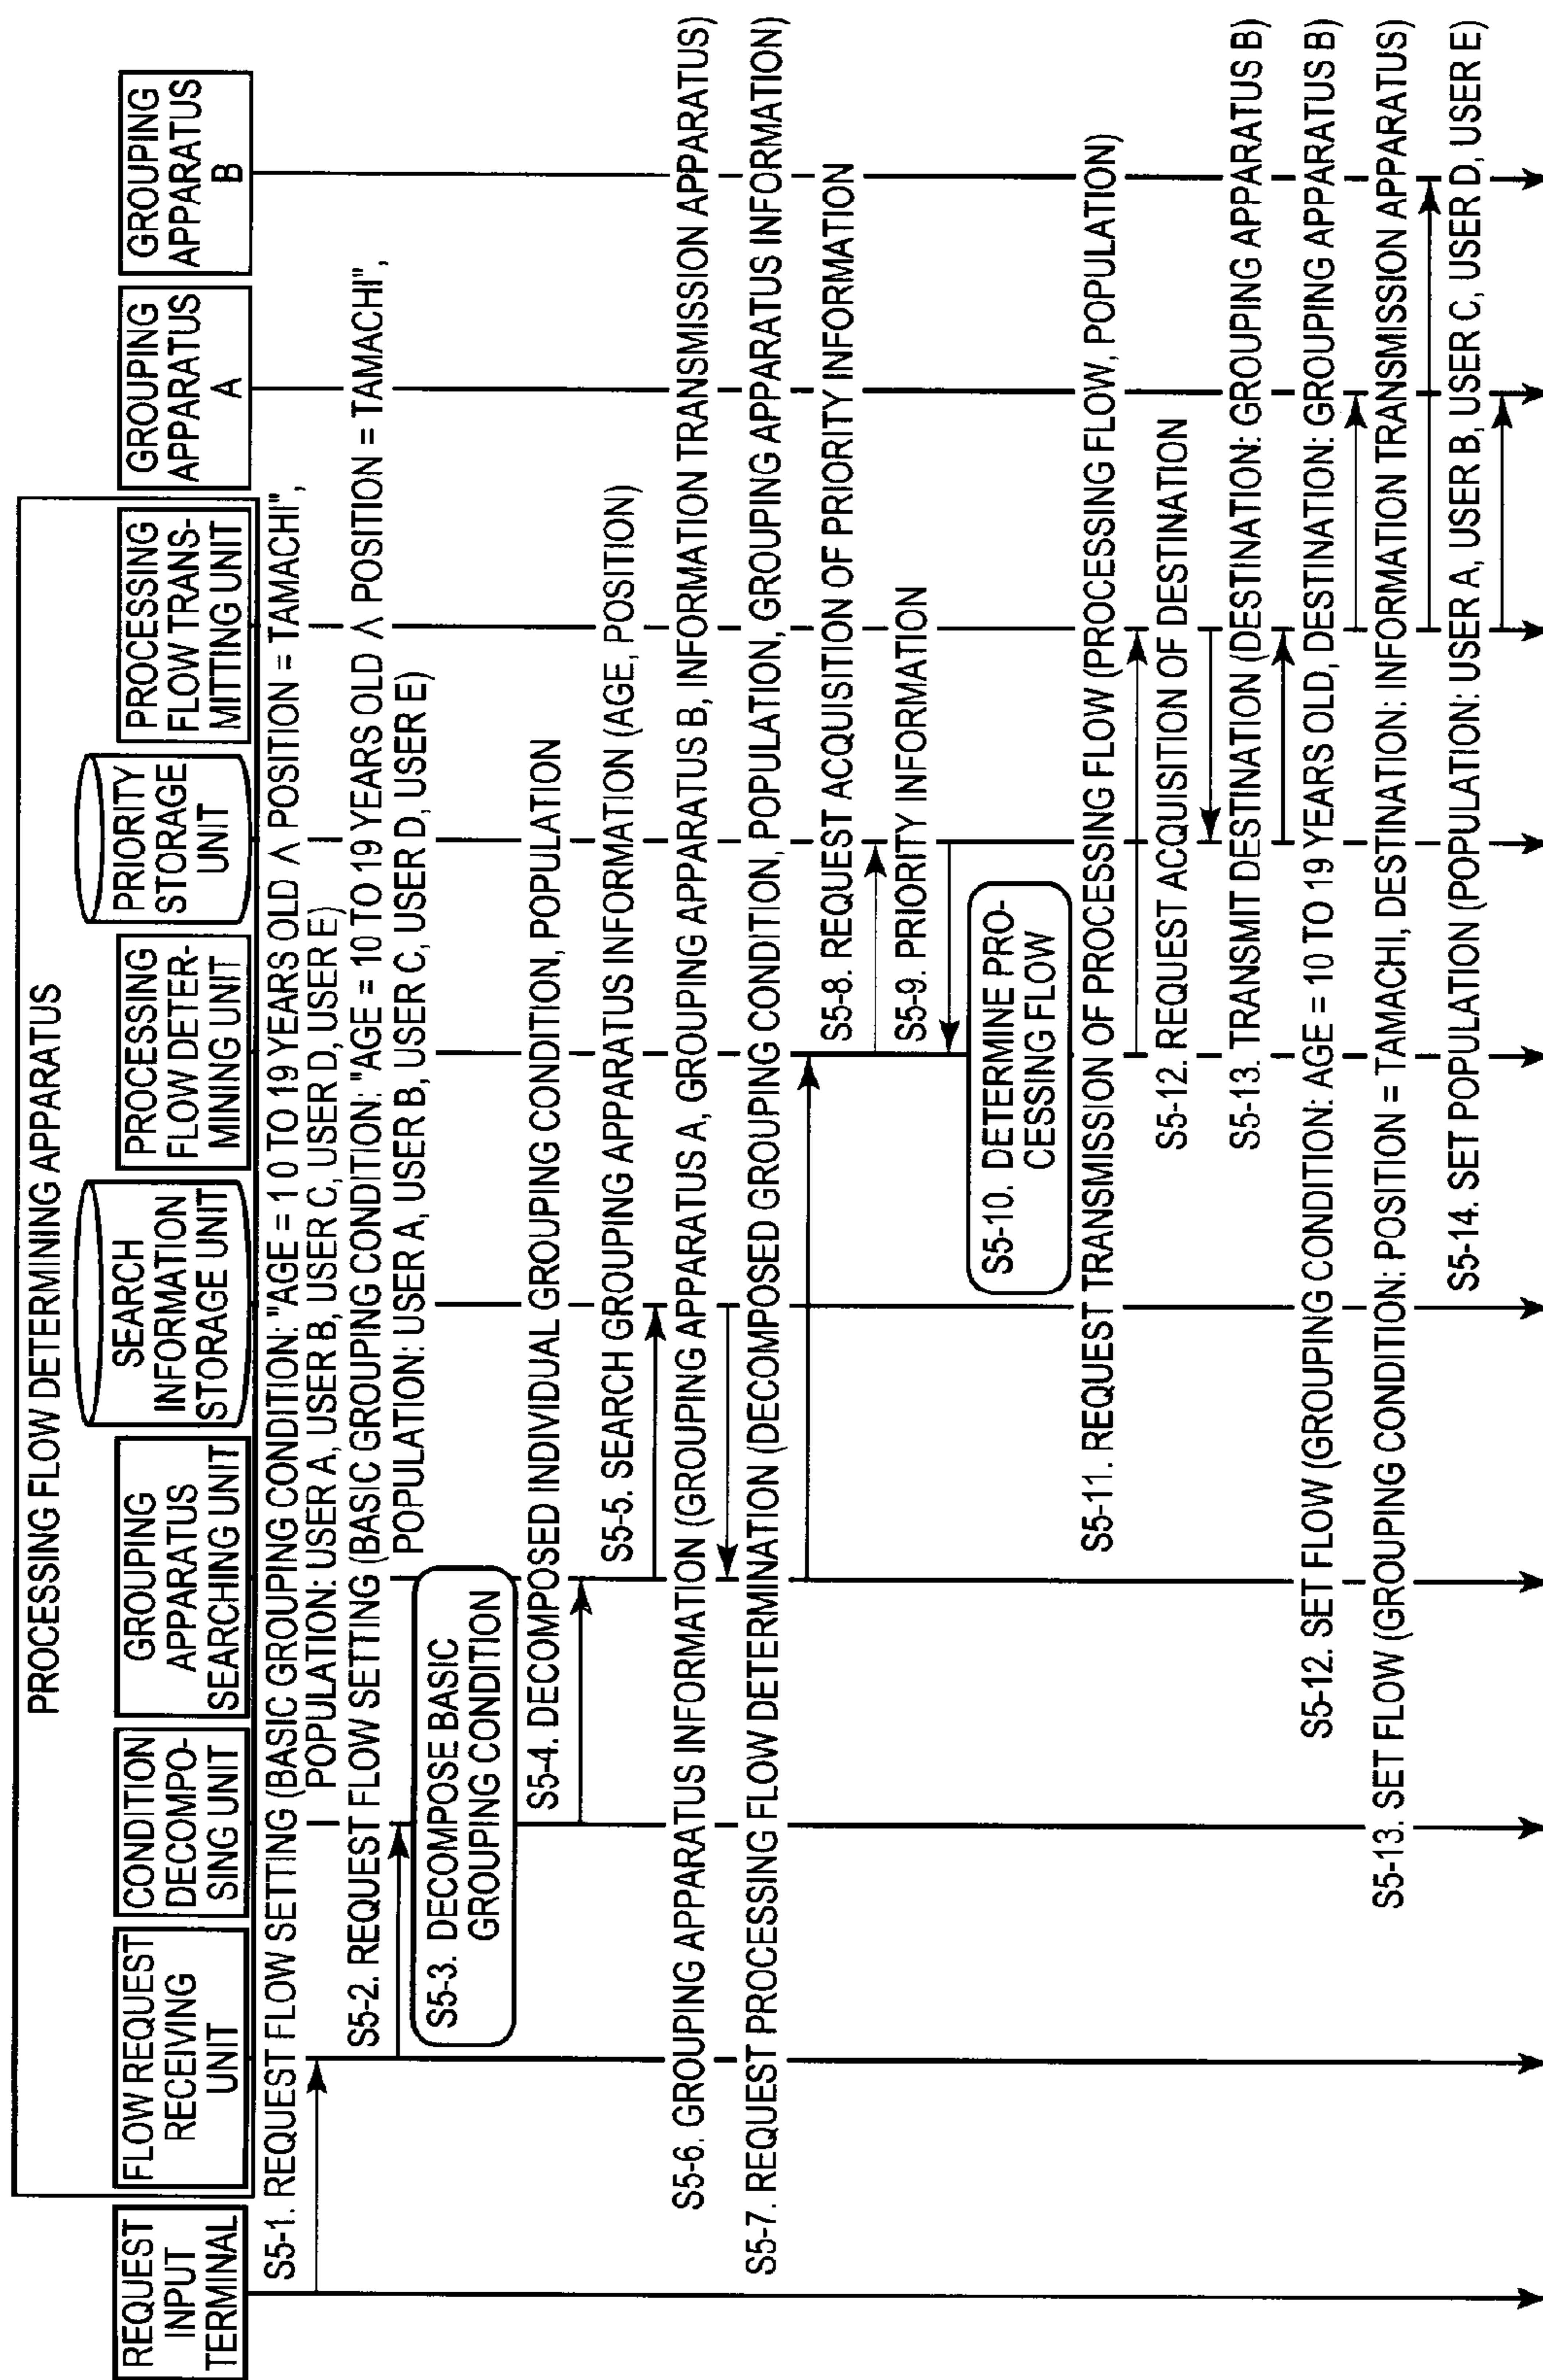 PROCESSING FLOW DETERMINING APPARATUS
REQUEST
INPUT
TERMINAL
FLOW REQUEST
RECEIVING
UNIT
CONDITION
DECOMPO-
SING UNIT
GROUPING
APPARATUS
SEARCHING UNIT
SEARCH
INFORMATION
STORAGE UNIT
PROCESSING
FLOW DETER-
MINING UNIT
PRIORITY
STORAGE
UNIT
PROCESSING
FLOW TRANS-
MITTING UNIT
GROUPING
APPARATUS
A
GROUPING
APPARATUS
B
S5-1. REQUEST FLOW SETTING (BASIC GROUPING CONDITION: "AGE = 10 TO 19 YEARS OLD ∧ POSITION = TAMACHI",
POPULATION: USER A, USER B, USER C, USER D, USER E)
S5-2. REQUEST FLOW SETTING (BASIC GROUPING CONDITION: "AGE = 10 TO 19 YEARS OLD ∧ POSITION = TAMACHI",
POPULATION: USER A, USER B, USER C, USER D, USER E)
S5-3. DECOMPOSE BASIC
GROUPING CONDITION
S5-4. DECOMPOSED INDIVIDUAL GROUPING CONDITION, POPULATION
S5-5. SEARCH GROUPING APPARATUS INFORMATION (AGE, POSITION)
S5-6. GROUPING APPARATUS INFORMATION (GROUPING APPARATUS A, GROUPING APPARATUS B, INFORMATION TRANSMISSION APPARATUS)
S5-7. REQUEST PROCESSING FLOW DETERMINATION (DECOMPOSED GROUPING CONDITION, POPULATION, GROUPING APPARATUS INFORMATION)
S5-8. REQUEST ACQUISITION OF PRIORITY INFORMATION
S5-9. PRIORITY INFORMATION
S5-10. DETERMINE PRO-
CESSING FLOW
S5-11. REQUEST TRANSMISSION OF PROCESSING FLOW (PROCESSING FLOW, POPULATION)
S5-12. REQUEST ACQUISITION OF DESTINATION
S5-13. TRANSMIT DESTINATION (DESTINATION: GROUPING APPARATUS B)
S5-12. SET FLOW (GROUPING CONDITION: AGE = 10 TO 19 YEARS OLD, DESTINATION: GROUPING APPARATUS B)
S5-13. SET FLOW (GROUPING CONDITION: POSITION = TAMACHI, DESTINATION: INFORMATION TRANSMISSION APPARATUS)
S5-14. SET POPULATION (POPULATION: USER A, USER B, USER C, USER D, USER E)